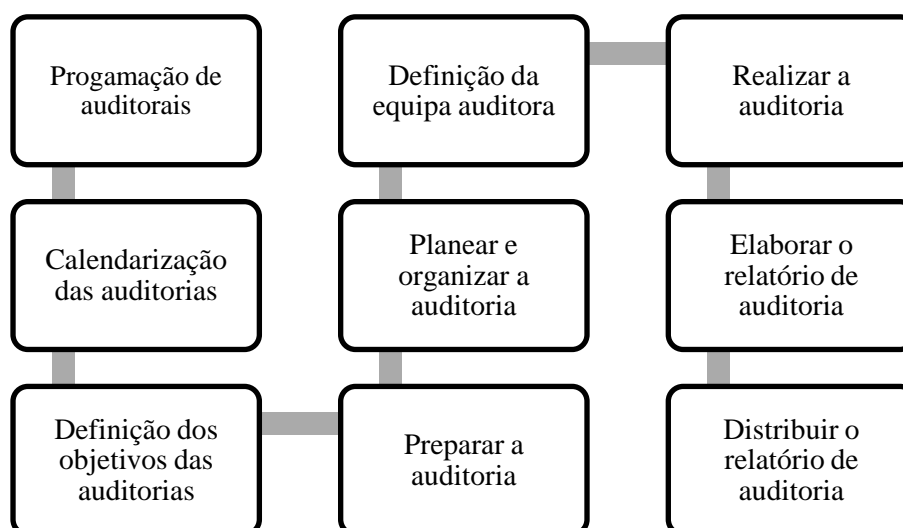 Progamação de
auditorais
Calendarização
das auditorias
Definição dos
objetivos das
auditorias
Preparar a
auditoria
Planear e
organizar a
auditoria
Definição da
equipa auditora
Realizar a
auditoria
Elaborar o
relatório de
auditoria
Distribuir o
relatório de
auditoria